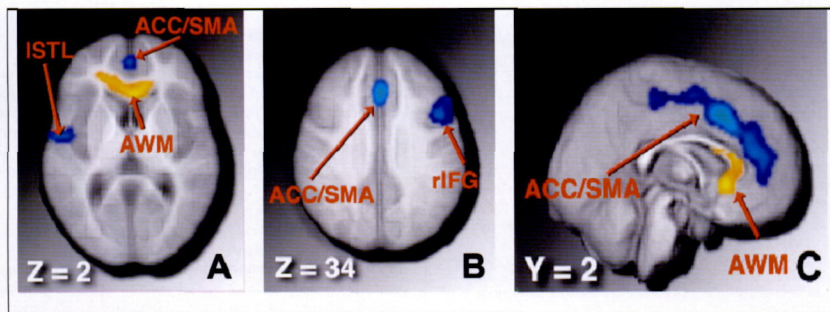 ACC/SMA
lSTL
AWM
Z = 2
A
ACC/SMA
rIFG
Z = 34
B
ACC/SMA
AWM
Y = 2
C